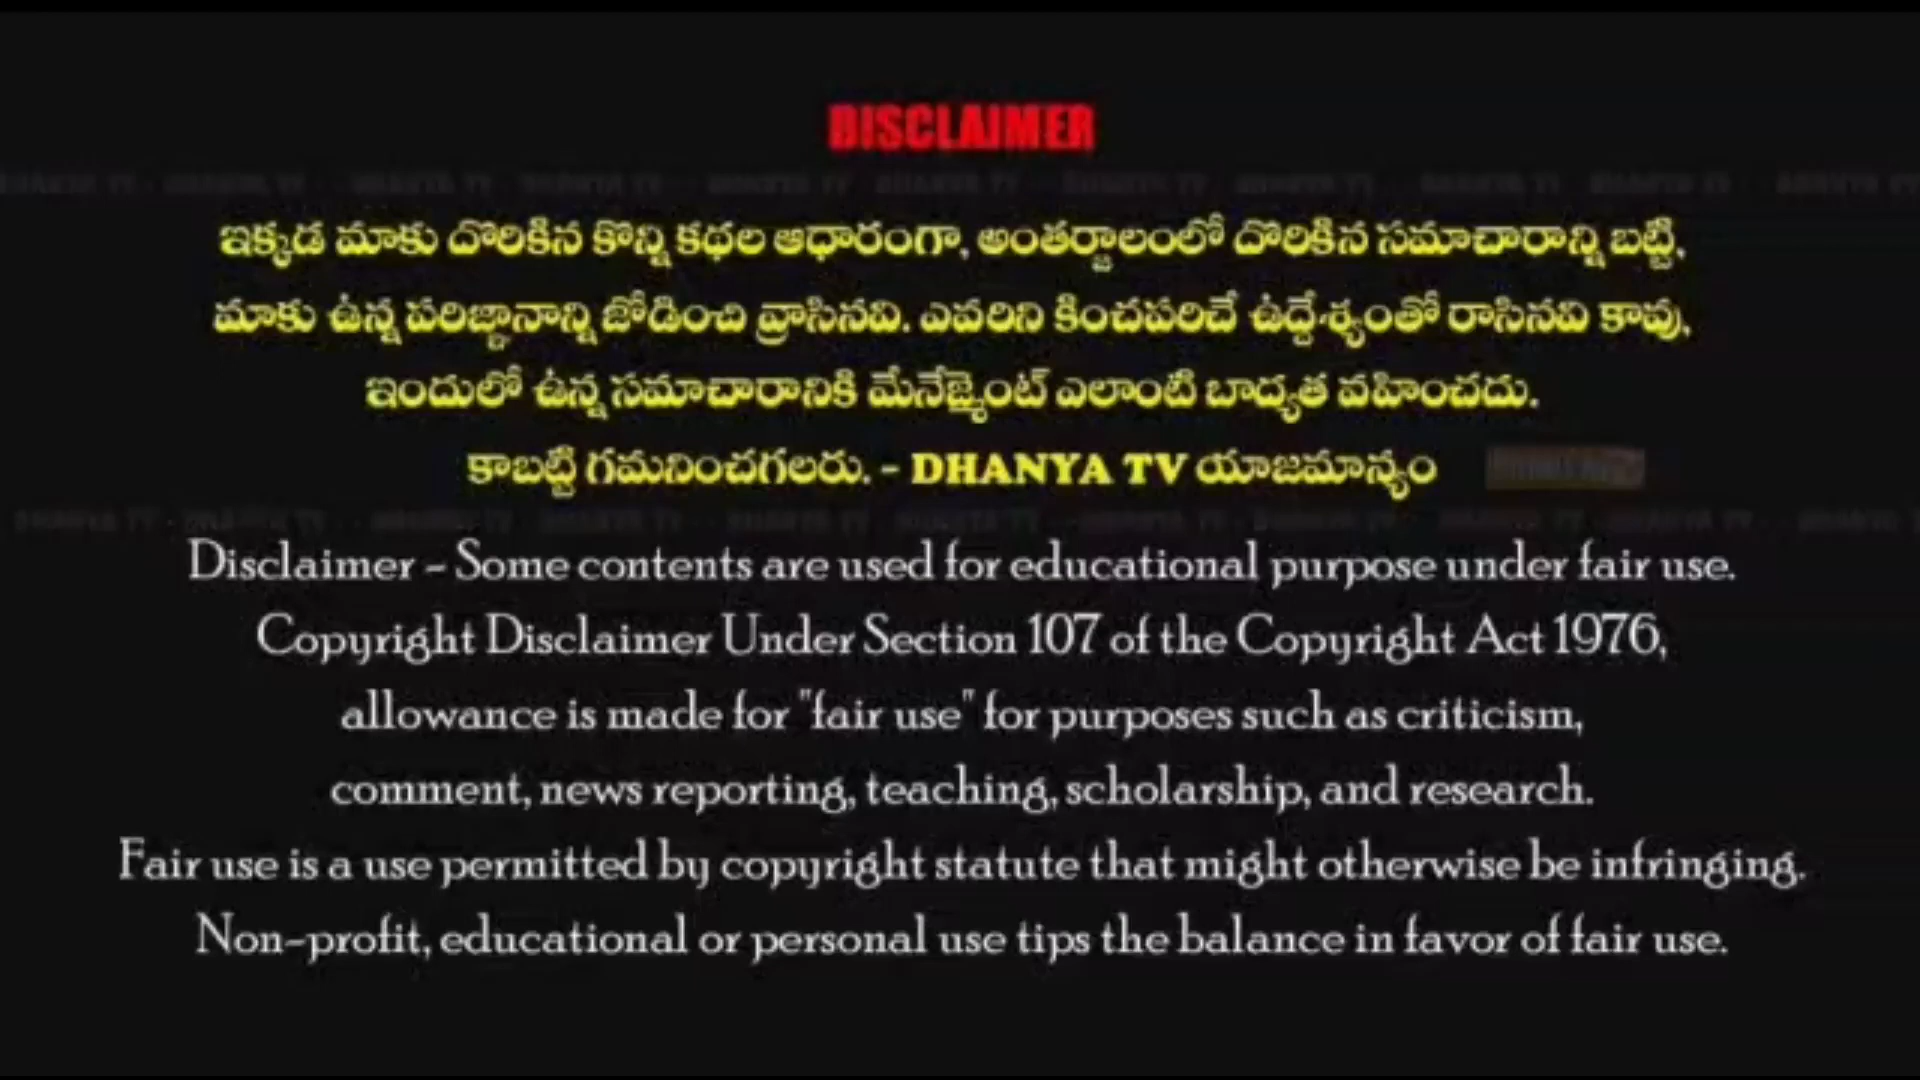 DISCLAIMER
ఇక్కడ మాకు దొరికిన కొన్ని కథల ఆధారంగా, అంతర్జాలంలో దొరికిన సమాచారాన్ని బట్టి,
మాకు ఉన్న పరిజ్ఞానాన్ని జోడించి వ్రాసినవి. ఎవరిని కించపరిచే ఉద్దేశ్యంతో రాసినవి కావు,
ఇందులో ఉన్న సమాచారానికి మేనేజ్మెంట్ ఎలాంటి బాద్యత వహించదు.
కాబట్టి గమనించగలరు. - DHANYA TV యాజమాన్యం
Disclaimer - Some contents are used for educational purpose under fair use.
Copyright Disclaimer Under Section 107 of the Copyright Act 1976,
allowance is made for "fair use" for purposes such as criticism,
comment, news reporting, teaching, scholarship, and research.
Fair use is a use permitted by copyright statute that might otherwise be infringing.
Non-profit, educational or personal use tips the balance in favor of fair use.